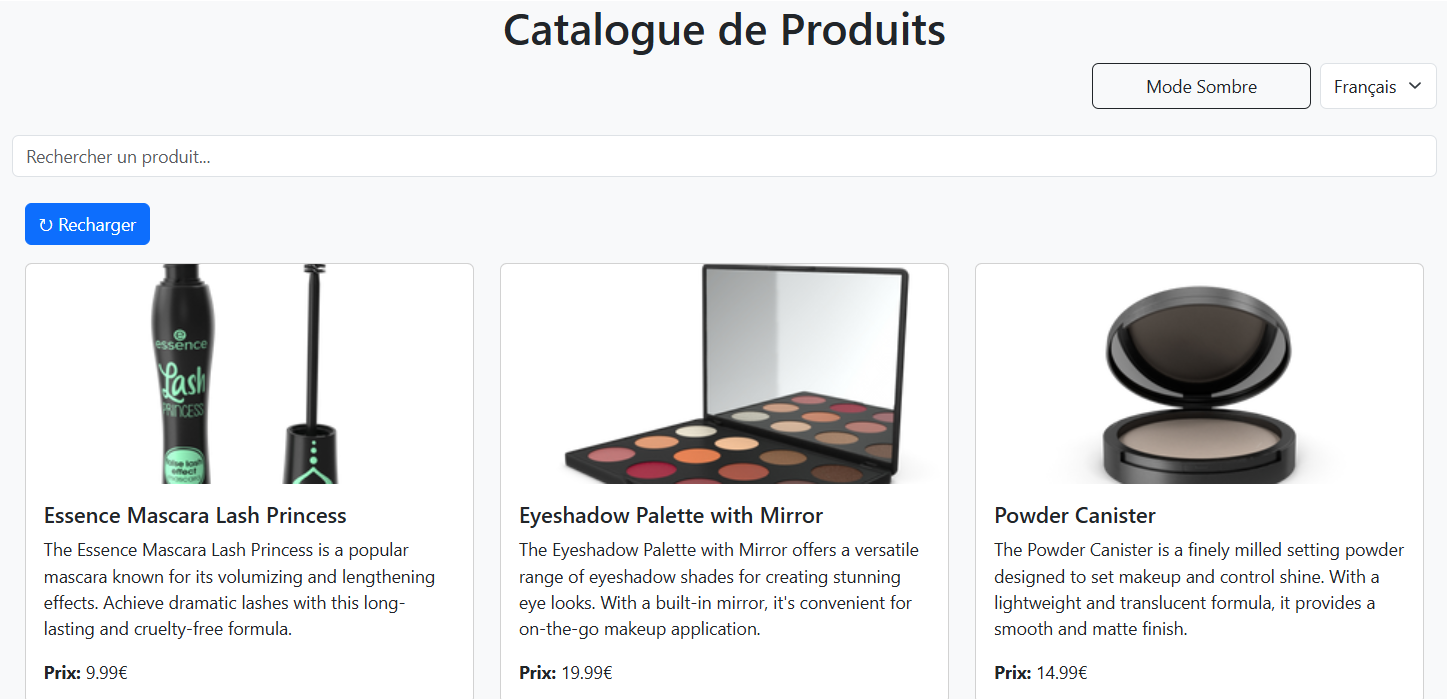 Catalogue de Produits
Mode Sombre
Français
Rechercher un produit...
↻ Recharger
essence
Lash
PRINCESS
false lash
effect
mascara
Essence Mascara Lash Princess
The Essence Mascara Lash Princess is a popular
mascara known for its volumizing and lengthening
effects. Achieve dramatic lashes with this long-
lasting and cruelty-free formula.
Prix: 9.99€
Eyeshadow Palette with Mirror
The Eyeshadow Palette with Mirror offers a versatile
range of eyeshadow shades for creating stunning
eye looks. With a built-in mirror, it's convenient for
on-the-go makeup application.
Prix: 19.99€
Powder Canister
The Powder Canister is a finely milled setting powder
designed to set makeup and control shine. With a
lightweight and translucent formula, it provides a
smooth and matte finish.
Prix: 14.99€